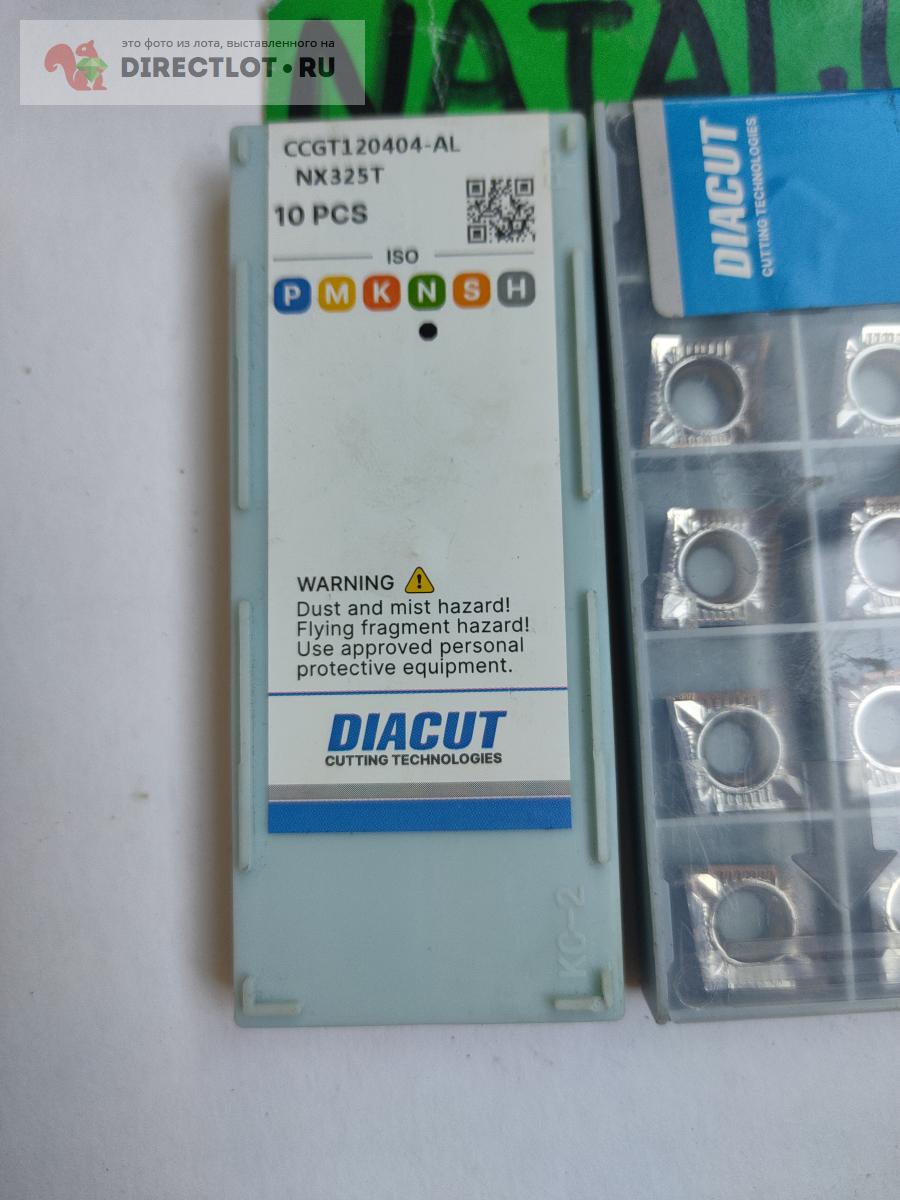 это фото из лота, выставленного на
DIRECTLOT.RU
NATAL
CCGT120404-AL
NX325T
10 PCS
ISO
P M K N S H
WARNING
Dust and mist hazard!
Flying fragment hazard!
Use approved personal
protective equipment.
DIACUT
CUTTING TECHNOLOGIES
KC-2
DIACUT
CUTTING TECHNOLOGIES